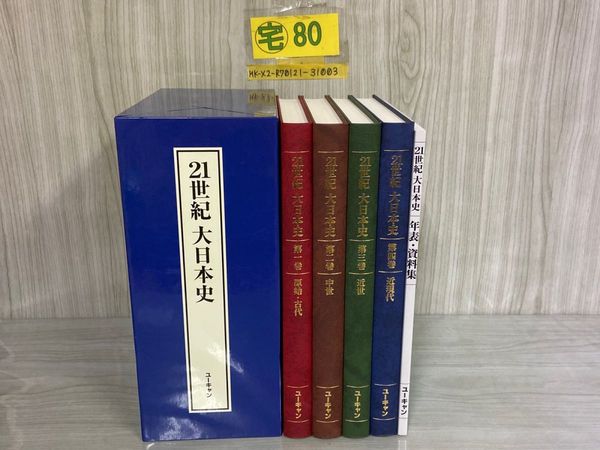 宅 80
HK-X2-R70121-31003
21世紀 大日本史
ユーキャン
21世紀 大日本史 第一巻 原始・古代
ユーキャン
21世紀 大日本史 第二巻 中世
ユーキャン
21世紀 大日本史 第三巻 近世
ユーキャン
21世紀 大日本史 第四巻 近現代
ユーキャン
21世紀 大日本史 年表・資料集
ユーキャン